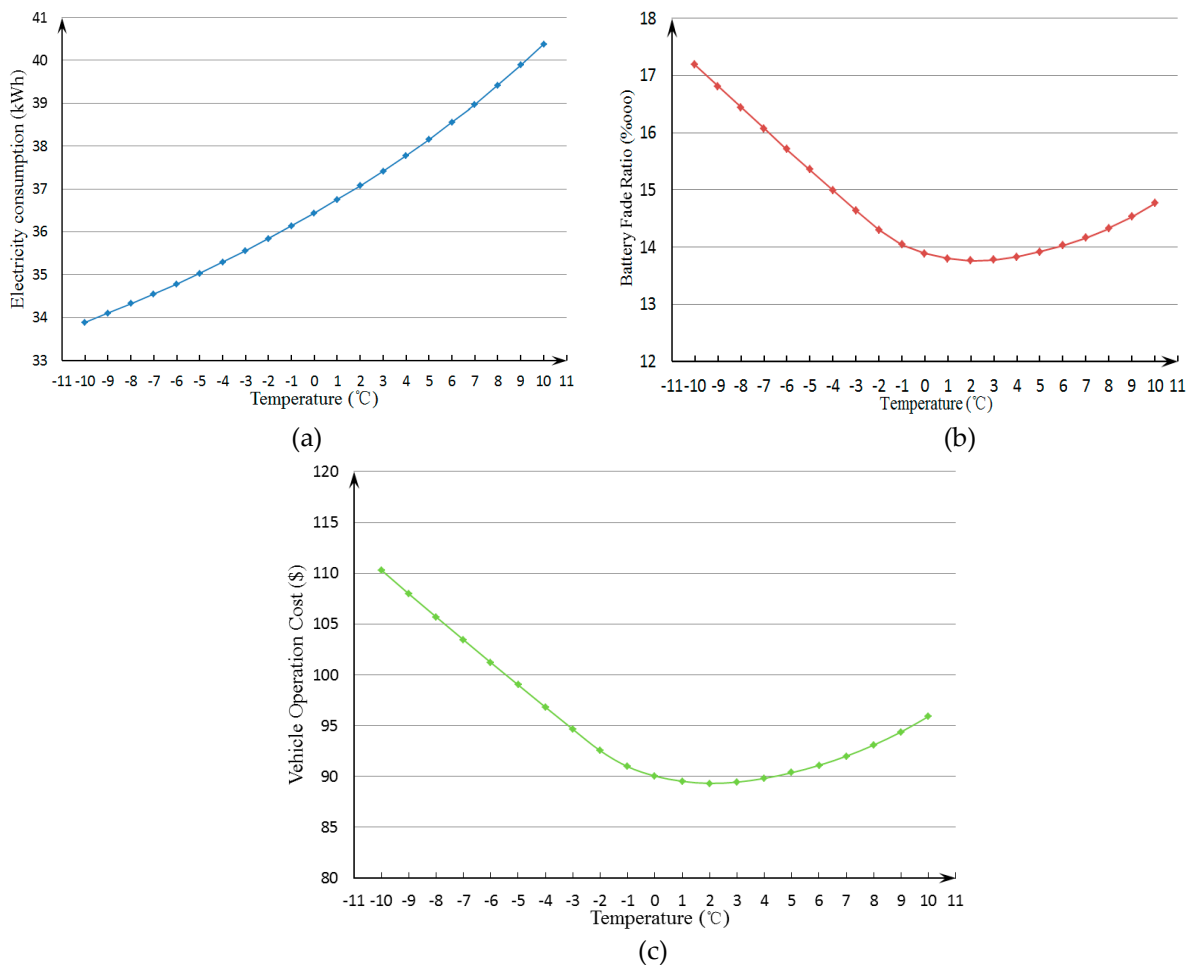 41
40
39
38
37
36
35
34
33
Electricity consumption (kWh)
-11 -10 -9 -8 -7 -6 -5 -4 -3 -2 -1 0 1 2 3 4 5 6 7 8 9 10 11
Temperature (℃)
(a)
18
17
16
15
14
13
12
Battery Fade Ratio (%ooo)
-11 -10 -9 -8 -7 -6 -5 -4 -3 -2 -1 0 1 2 3 4 5 6 7 8 9 10 11
Temperature (℃)
(b)
120
115
110
105
100
95
90
85
80
Vehicle Operation Cost ($)
-11 -10 -9 -8 -7 -6 -5 -4 -3 -2 -1 0 1 2 3 4 5 6 7 8 9 10 11
Temperature (℃)
(c)